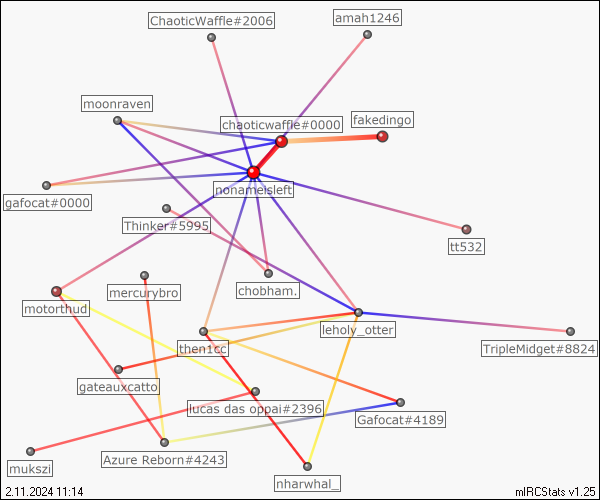 ChaoticWaffle#2006
amah1246
moonraven
fakedingo
chaoticwaffle#0000
nonameisleft
gafocat#0000
Thinker#5995
tt532
chobham.
mercurybro
motorthud
leholy_otter
then1cc
TripleMidget#8824
gateauxcatto
lucas das oppai#2396
Gafocat#4189
Azure Reborn#4243
mukszi
nharwhal_
2.11.2024 11:14
mIRCStats v1.25